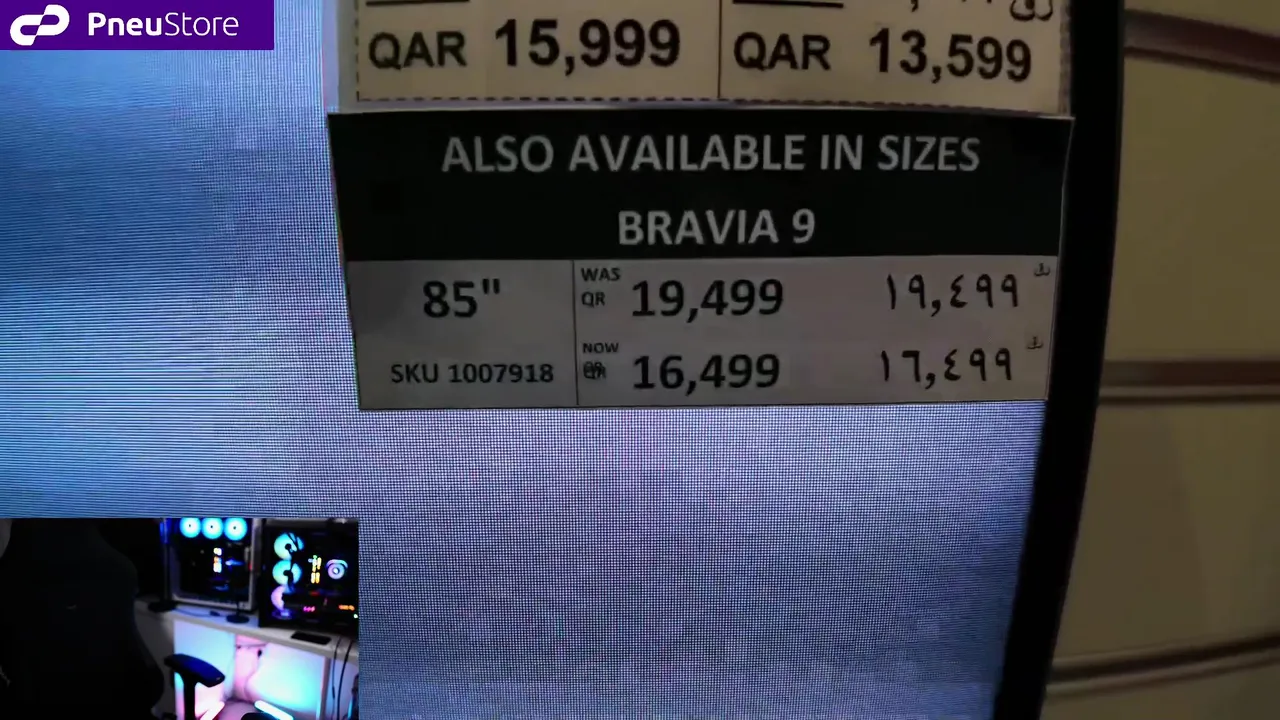 PneuStore
QAR 15,999
QAR 13,599
ALSO AVAILABLE IN SIZES
BRAVIA 9
85"
WAS
QR 19,499
١٩,٤٩٩
NOW
QR 16,499
١٦,٤٩٩
SKU 1007918